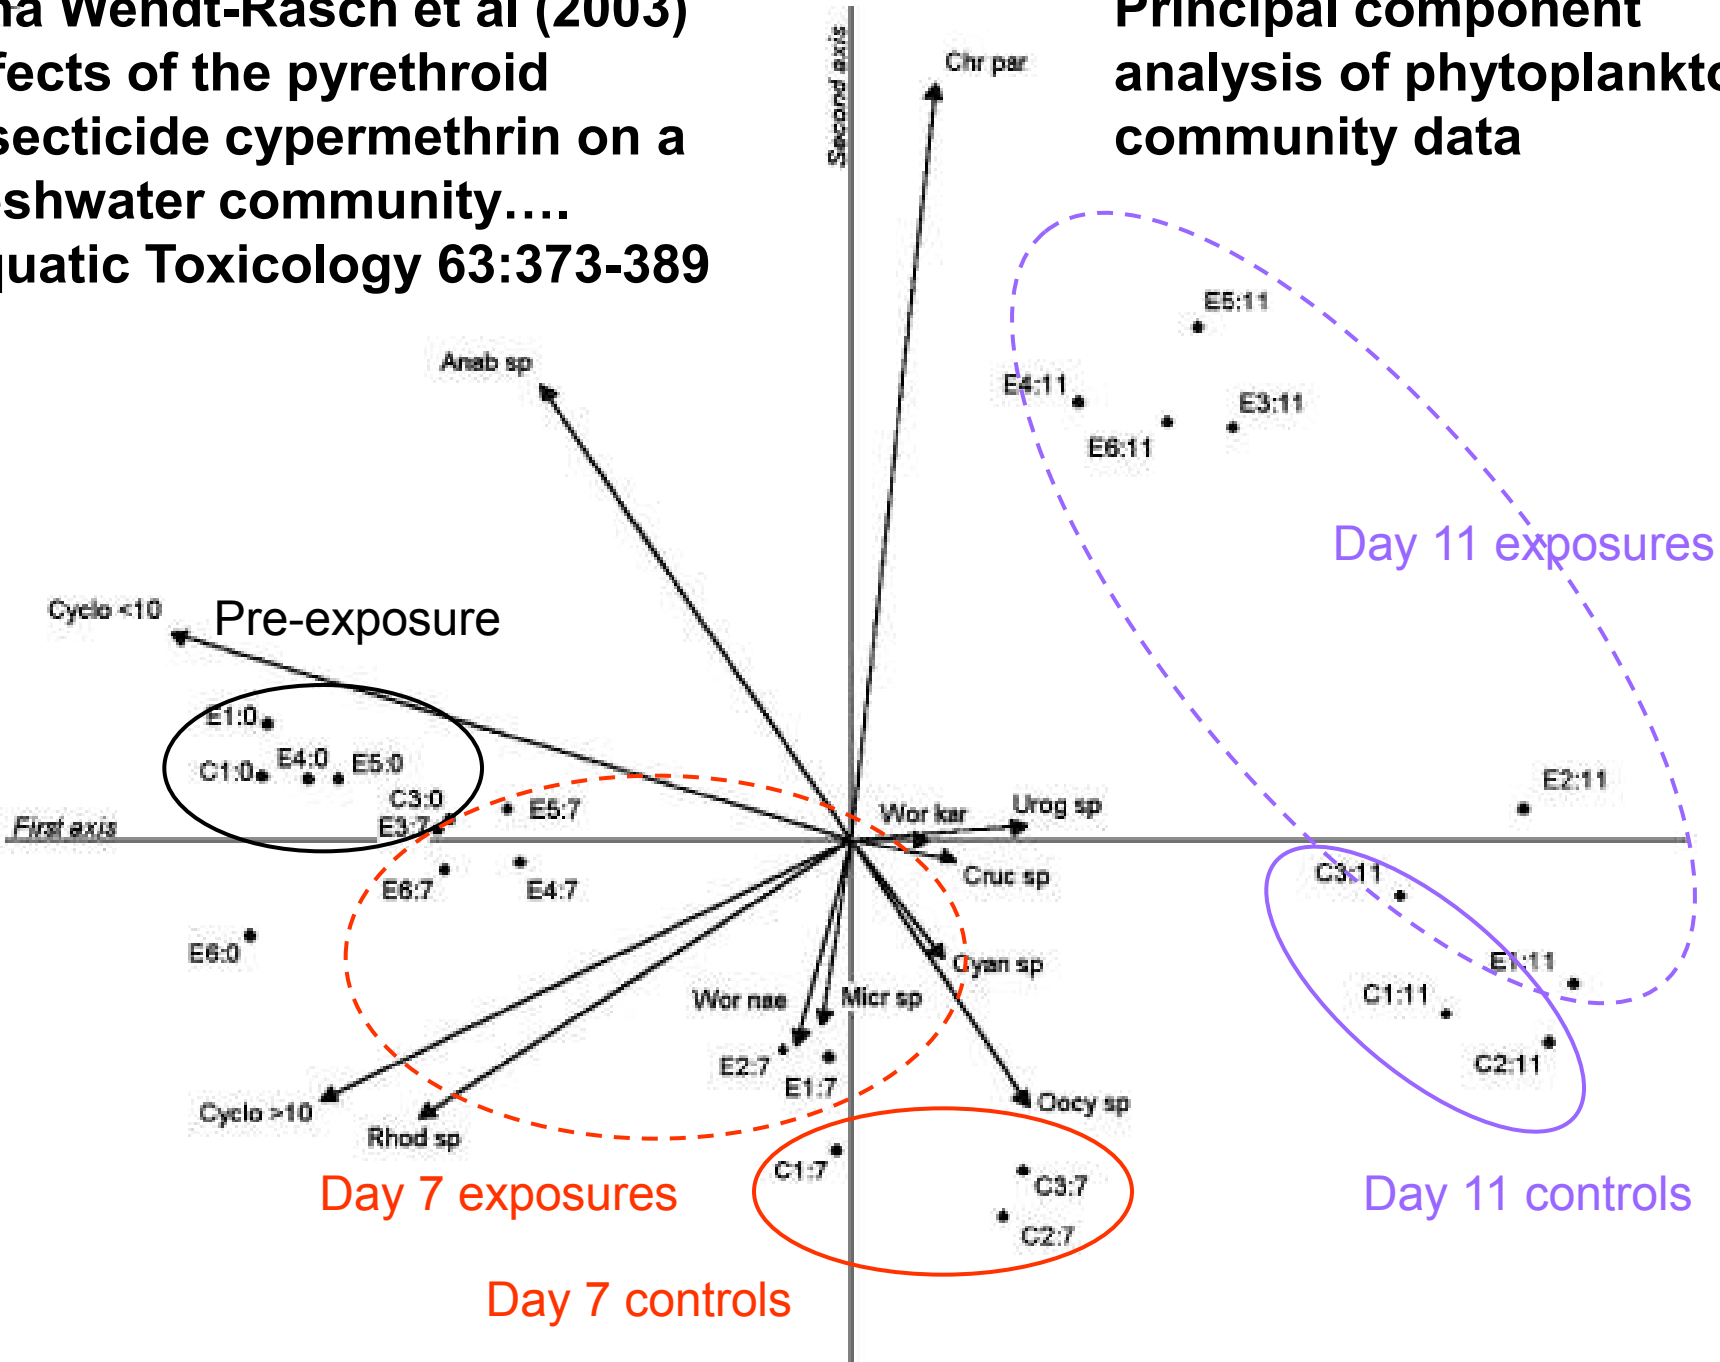 na Wendt-Rasch et al (2003)
fects of the pyrethroid
secticide cypermethrin on a
eshwater community....
quatic Toxicology 63:373-389
Principal component
analysis of phytoplankto
community data
Second axis
Chr par
E5:11
Anab sp
E4:11
E3:11
E6:11
Day 11 exposures
Cyclo <10
Pre-exposure
E1:0
C1:0
E4:0
E5:0
E2:11
C3:0
E5:7
Wor kar
Urog sp
First axis
E3:7
E6:7
E4:7
Cruc sp
C3:11
E6:0
Cyan sp
E1:11
Wor nae
Micr sp
C1:11
E2:7
E1:7
C2:11
Cyclo >10
Rhod sp
Oocy sp
C1:7
C3:7
Day 7 exposures
Day 11 controls
C2:7
Day 7 controls